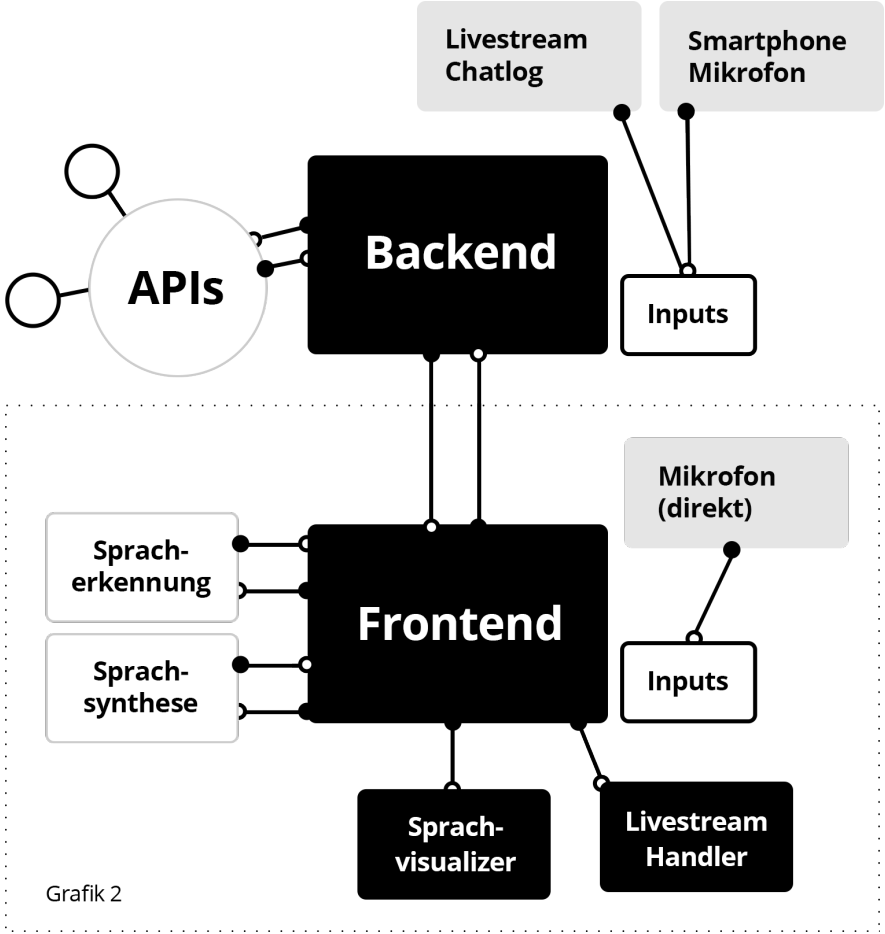 Livestream
Chatlog
Smartphone
Mikrofon
Backend
APIs
Inputs
Mikrofon
(direkt)
Sprach-
erkennung
Frontend
Sprach-
synthese
Inputs
Sprach-
visualizer
Livestream
Handler
Grafik 2